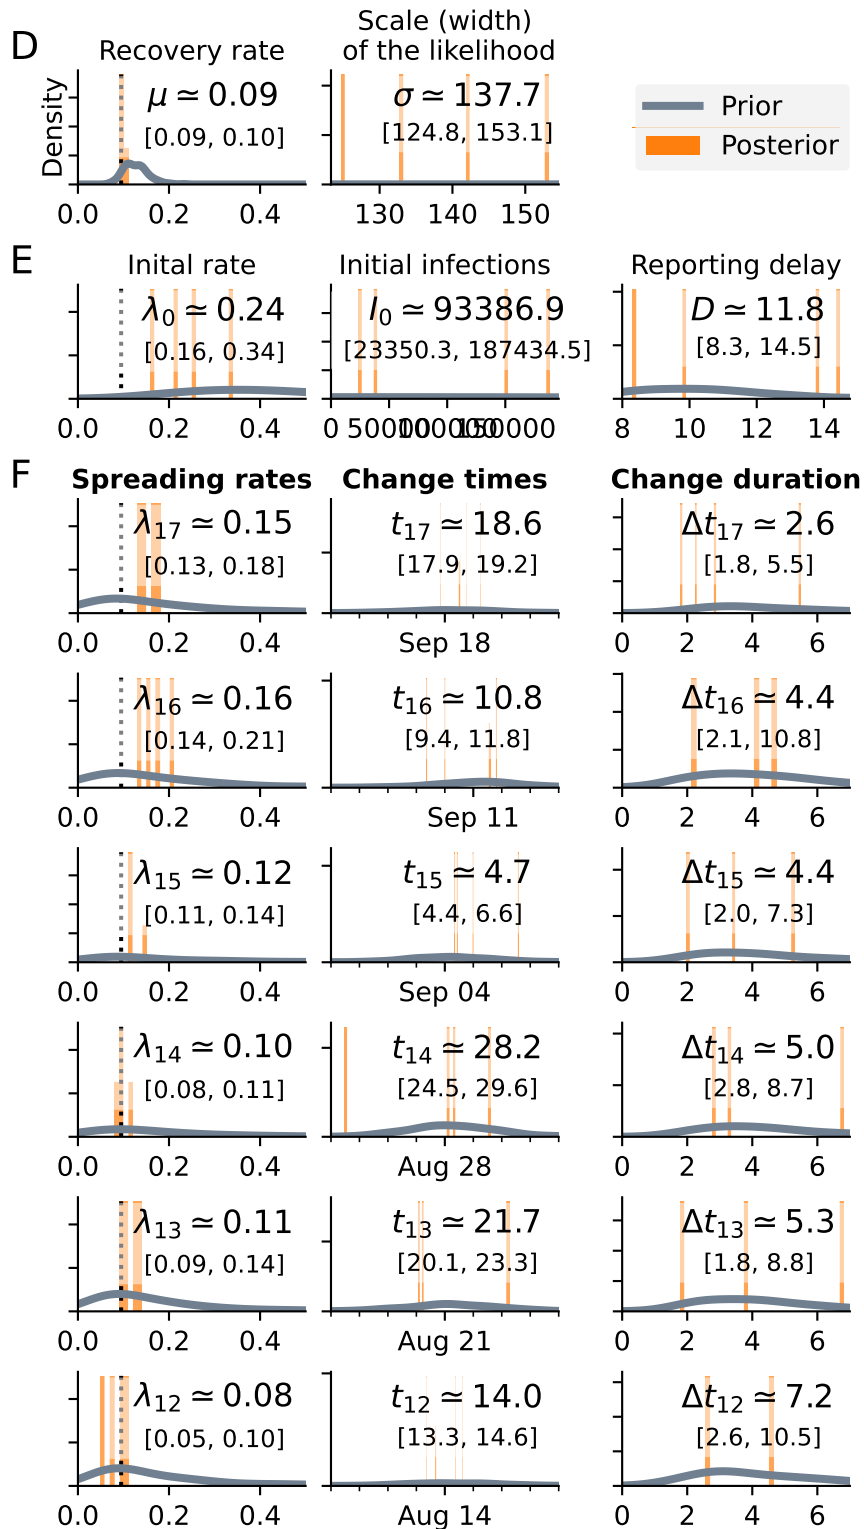 D
Recovery rate
Scale (width)
of the likelihood
Density
μ ≃ 0.09
[0.09, 0.10]
σ ≃ 137.7
[124.8, 153.1]
Prior
Posterior
0.0 0.2 0.4
130 140 150
E
Inital rate
Initial infections
Reporting delay
λ0 ≃ 0.24
[0.16, 0.34]
I0 ≃ 93386.9
[23350.3, 187434.5]
D ≃ 11.8
[8.3, 14.5]
0.0 0.2 0.4
0 50000 100000 150000
8 10 12 14
F
Spreading rates
Change times
Change duration
λ17 ≃ 0.15
[0.13, 0.18]
t17 ≃ 18.6
[17.9, 19.2]
Δt17 ≃ 2.6
[1.8, 5.5]
0.0 0.2 0.4
Sep 18
0 2 4 6
λ16 ≃ 0.16
[0.14, 0.21]
t16 ≃ 10.8
[9.4, 11.8]
Δt16 ≃ 4.4
[2.1, 10.8]
0.0 0.2 0.4
Sep 11
0 2 4 6
λ15 ≃ 0.12
[0.11, 0.14]
t15 ≃ 4.7
[4.4, 6.6]
Δt15 ≃ 4.4
[2.0, 7.3]
0.0 0.2 0.4
Sep 04
0 2 4 6
λ14 ≃ 0.10
[0.08, 0.11]
t14 ≃ 28.2
[24.5, 29.6]
Δt14 ≃ 5.0
[2.8, 8.7]
0.0 0.2 0.4
Aug 28
0 2 4 6
λ13 ≃ 0.11
[0.09, 0.14]
t13 ≃ 21.7
[20.1, 23.3]
Δt13 ≃ 5.3
[1.8, 8.8]
0.0 0.2 0.4
Aug 21
0 2 4 6
λ12 ≃ 0.08
[0.05, 0.10]
t12 ≃ 14.0
[13.3, 14.6]
Δt12 ≃ 7.2
[2.6, 10.5]
0.0 0.2 0.4
Aug 14
0 2 4 6